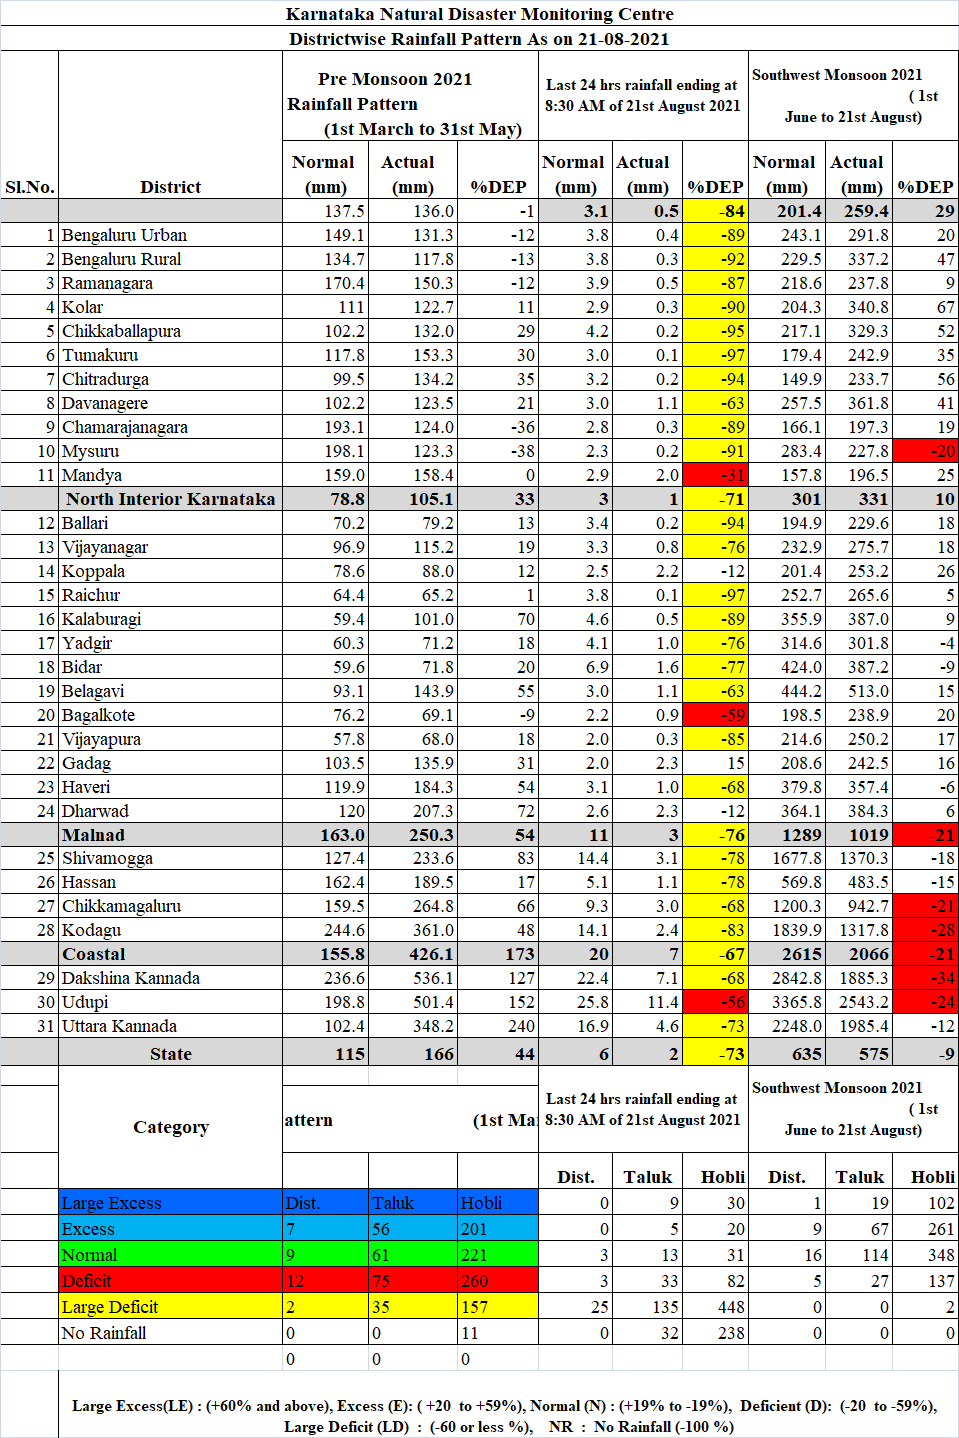 Karnataka Natural Disaster Monitoring Centre
Districtwise Rainfall Pattern As on 21-08-2021
Pre Monsoon 2021
Rainfall Pattern
(1st March to 31st May)
Last 24 hrs rainfall ending at
8:30 AM of 21st August 2021
Southwest Monsoon 2021
( 1st
June to 21st August)
Sl.No. District Normal (mm) Actual (mm) %DEP Normal (mm) Actual (mm) %DEP Normal (mm) Actual (mm) %DEP
137.5 136.0 -1 3.1 0.5 -84 201.4 259.4 29
1 Bengaluru Urban 149.1 131.3 -12 3.8 0.4 -89 243.1 291.8 20
2 Bengaluru Rural 134.7 117.8 -13 3.8 0.3 -92 229.5 337.2 47
3 Ramanagara 170.4 150.3 -12 3.9 0.5 -87 218.6 237.8 9
4 Kolar 111 122.7 11 2.9 0.3 -90 204.3 340.8 67
5 Chikkaballapura 102.2 132.0 29 4.2 0.2 -95 217.1 329.3 52
6 Tumakuru 117.8 153.3 30 3.0 0.1 -97 179.4 242.9 35
7 Chitradurga 99.5 134.2 35 3.2 0.2 -94 149.9 233.7 56
8 Davanagere 102.2 123.5 21 3.0 1.1 -63 257.5 361.8 41
9 Chamarajanagara 193.1 124.0 -36 2.8 0.3 -89 166.1 197.3 19
10 Mysuru 198.1 123.3 -38 2.3 0.2 -91 283.4 227.8 -20
11 Mandya 159.0 158.4 0 2.9 2.0 -31 157.8 196.5 25
North Interior Karnataka 78.8 105.1 33 3 1 -71 301 331 10
12 Ballari 70.2 79.2 13 3.4 0.2 -94 194.9 229.6 18
13 Vijayanagar 96.9 115.2 19 3.3 0.8 -76 232.9 275.7 18
14 Koppala 78.6 88.0 12 2.5 2.2 -12 201.4 253.2 26
15 Raichur 64.4 65.2 1 3.8 0.1 -97 252.7 265.6 5
16 Kalaburagi 59.4 101.0 70 4.6 0.5 -89 355.9 387.0 9
17 Yadgir 60.3 71.2 18 4.1 1.0 -76 314.6 301.8 -4
18 Bidar 59.6 71.8 20 6.9 1.6 -77 424.0 387.2 -9
19 Belagavi 93.1 143.9 55 3.0 1.1 -63 444.2 513.0 15
20 Bagalkote 76.2 69.1 -9 2.2 0.9 -59 198.5 238.9 20
21 Vijayapura 57.8 68.0 18 2.0 0.3 -85 214.6 250.2 17
22 Gadag 103.5 135.9 31 2.0 2.3 15 208.6 242.5 16
23 Haveri 119.9 184.3 54 3.1 1.0 -68 379.8 357.4 -6
24 Dharwad 120 207.3 72 2.6 2.3 -12 364.1 384.3 6
Malnad 163.0 250.3 54 11 3 -76 1289 1019 -21
25 Shivamogga 127.4 233.6 83 14.4 3.1 -78 1677.8 1370.3 -18
26 Hassan 162.4 189.5 17 5.1 1.1 -78 569.8 483.5 -15
27 Chikkamagaluru 159.5 264.8 66 9.3 3.0 -68 1200.3 942.7 -21
28 Kodagu 244.6 361.0 48 14.1 2.4 -83 1839.9 1317.8 -28
Coastal 155.8 426.1 173 20 7 -67 2615 2066 -21
29 Dakshina Kannada 236.6 536.1 127 22.4 7.1 -68 2842.8 1885.3 -34
30 Udupi 198.8 501.4 152 25.8 11.4 -56 3365.8 2543.2 -24
31 Uttara Kannada 102.4 348.2 240 16.9 4.6 -73 2248.0 1985.4 -12
State 115 166 44 6 2 -73 635 575 -9
Category
attern (1st Mar
Last 24 hrs rainfall ending at
8:30 AM of 21st August 2021
Southwest Monsoon 2021
( 1st
June to 21st August)
Dist. Taluk Hobli Dist. Taluk Hobli
Large Excess Dist. Taluk Hobli 0 9 30 1 19 102
Excess 7 56 201 0 5 20 9 67 261
Normal 9 61 221 3 13 31 16 114 348
Deficit 12 75 260 3 33 82 5 27 137
Large Deficit 2 35 157 25 135 448 0 0 2
No Rainfall 0 0 11 0 32 238 0 0 0
0 0 0
Large Excess(LE) : (+60% and above), Excess (E): ( +20 to +59%), Normal (N) : (+19% to -19%), Deficient (D): (-20 to -59%),
Large Deficit (LD) : (-60 or less %), NR : No Rainfall (-100 %)